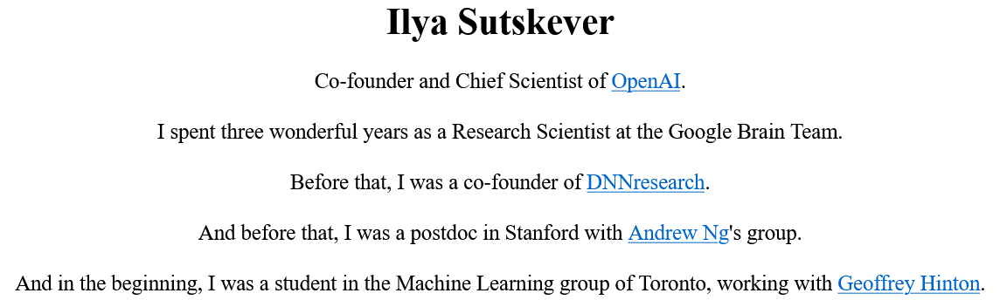 Ilya Sutskever
Co-founder and Chief Scientist of OpenAI.
I spent three wonderful years as a Research Scientist at the Google Brain Team.
Before that, I was a co-founder of DNNresearch.
And before that, I was a postdoc in Stanford with Andrew Ng's group.
And in the beginning, I was a student in the Machine Learning group of Toronto, working with Geoffrey Hinton.